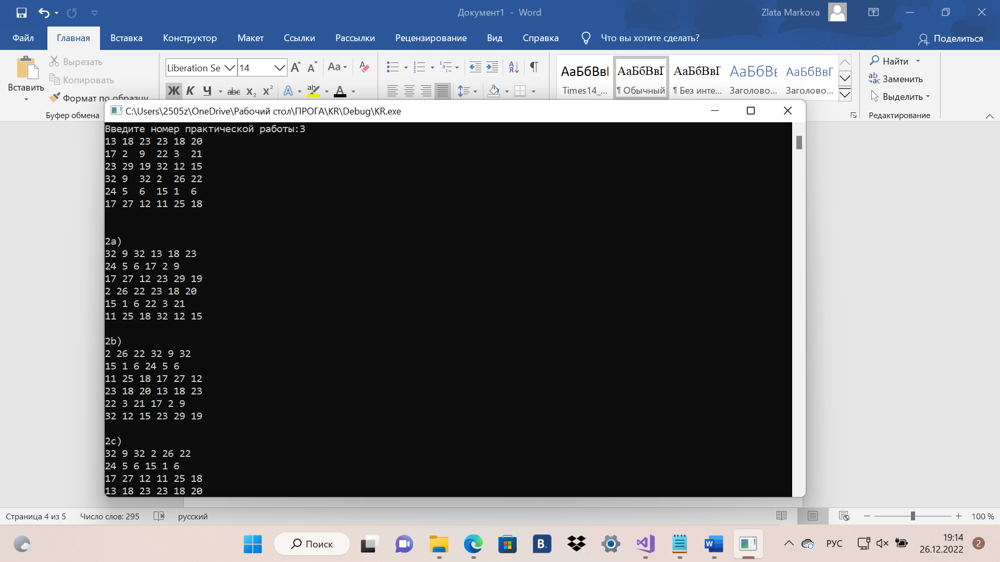 Документ1 - Word
Zlata Markova
Файл Главная Вставка Конструктор Макет Ссылки Рассылки Рецензирование Вид Справка Что вы хотите сделать? Поделиться
Вставить
Вырезать
Копировать
Формат по образцу
Буфер обмена
Liberation Se 14
Ж К Ч abc x₂ x²
АаБбВвІ АаБбВвГ АаБбВвГ АаБбВв АаБбВвГ
Times14_... ¶ Обычный ¶ Без инте... Заголово... Заголово...
Найти
Заменить
Выделить
Редактирование
C:\Users\2505z\OneDrive\Рабочий стол\ПРОГА\KR\Debug\KR.exe
Введите номер практической работы:3
13 18 23 23 18 20
17 2 9 22 3 21
23 29 19 32 12 15
32 9 32 2 26 22
24 5 6 15 1 6
17 27 12 11 25 18
2a)
32 9 32 13 18 23
24 5 6 17 2 9
17 27 12 23 29 19
2 26 22 23 18 20
15 1 6 22 3 21
11 25 18 32 12 15
2b)
2 26 22 32 9 32
15 1 6 24 5 6
11 25 18 17 27 12
23 18 20 13 18 23
22 3 21 17 2 9
32 12 15 23 29 19
2c)
32 9 32 2 26 22
24 5 6 15 1 6
17 27 12 11 25 18
13 18 23 23 18 20
Страница 4 из 5 Число слов: 295 русский 100 %
Поиск
РУС
19:14
26.12.2022
2